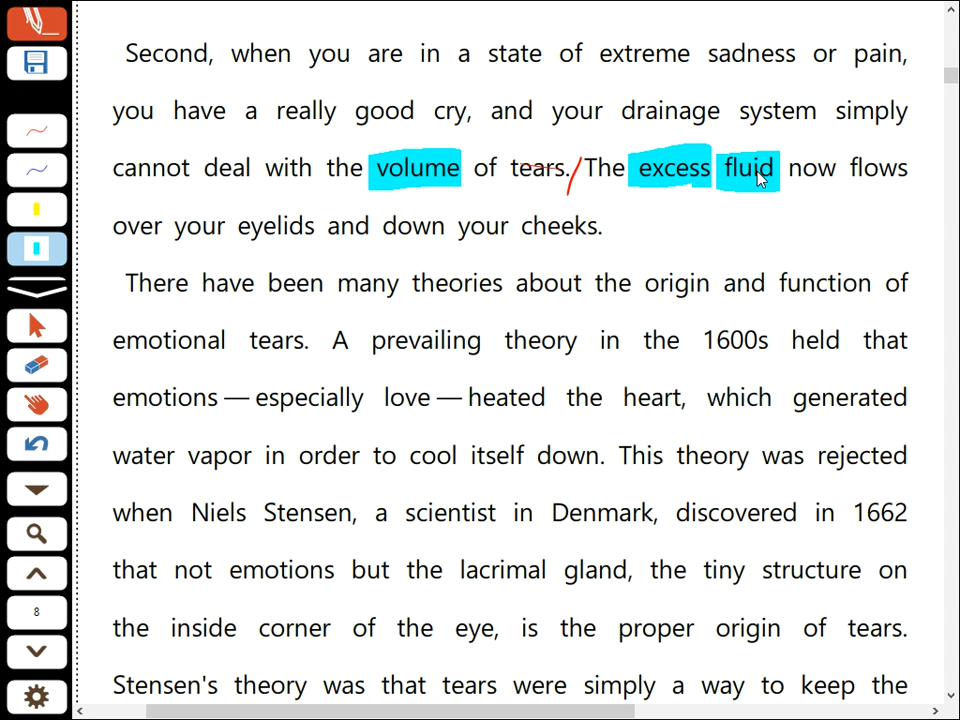 Second, when you are in a state of extreme sadness or pain,
you have a really good cry, and your drainage system simply
cannot deal with the volume of tears. The excess fluid now flows
over your eyelids and down your cheeks.
There have been many theories about the origin and function of
emotional tears. A prevailing theory in the 1600s held that
emotions — especially love — heated the heart, which generated
water vapor in order to cool itself down. This theory was rejected
when Niels Stensen, a scientist in Denmark, discovered in 1662
that not emotions but the lacrimal gland, the tiny structure on
8
the inside corner of the eye, is the proper origin of tears.
Stensen's theory was that tears were simply a way to keep the